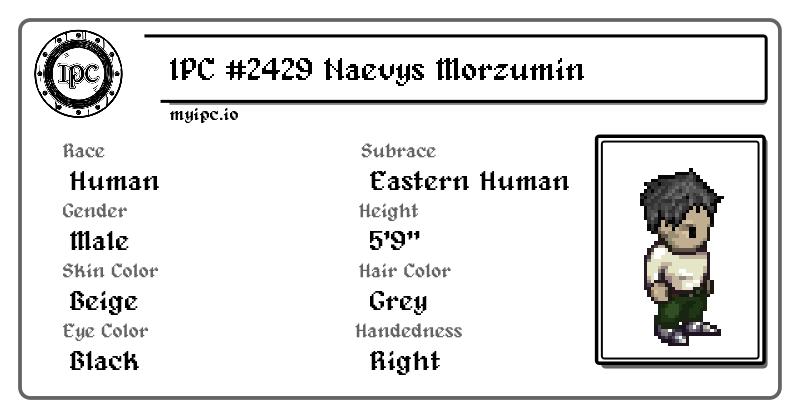 IPC
IPC #2429 Naevys Morzumin
myipc.io
Race
Human
Subrace
Eastern Human
Gender
Male
Height
5'9"
Skin Color
Beige
Hair Color
Grey
Eye Color
Black
Handedness
Right